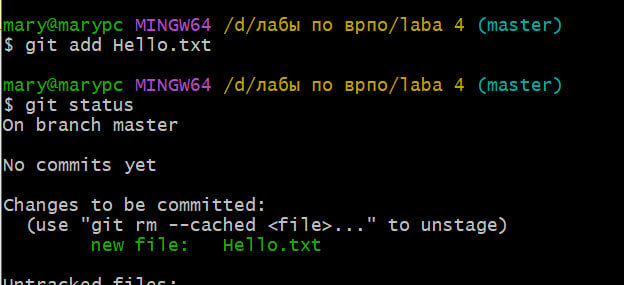 mary@marypc MINGW64 /d/лабы по врпо/laba 4 (master)
$ git add Hello.txt
mary@marypc MINGW64 /d/лабы по врпо/laba 4 (master)
$ git status
On branch master
No commits yet
Changes to be committed:
(use "git rm --cached <file>..." to unstage)
new file: Hello.txt
Untracked files: